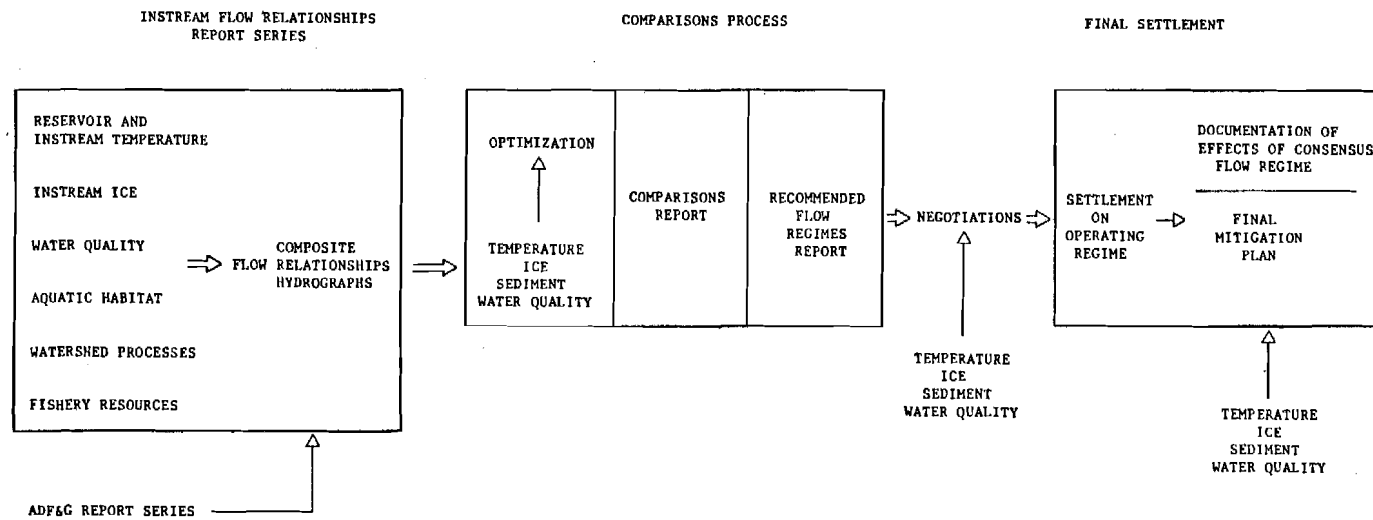 INSTREAM FLOW RELATIONSHIPS
REPORT SERIES
COMPARISONS PROCESS
FINAL SETTLEMENT
RESERVOIR AND
INSTREAM TEMPERATURE
INSTREAM ICE
WATER QUALITY
AQUATIC HABITAT
WATERSHED PROCESSES
FISHERY RESOURCES
COMPOSITE
FLOW RELATIONSHIPS
HYDROGRAPHS
ADF&G REPORT SERIES
OPTIMIZATION
TEMPERATURE
ICE
SEDIMENT
WATER QUALITY
COMPARISONS
REPORT
RECOMMENDED
FLOW
REGIMES
REPORT
NEGOTIATIONS
TEMPERATURE
ICE
SEDIMENT
WATER QUALITY
SETTLEMENT
ON
OPERATING
REGIME
DOCUMENTATION OF
EFFECTS OF CONSENSUS
FLOW REGIME
FINAL
MITIGATION
PLAN
TEMPERATURE
ICE
SEDIMENT
WATER QUALITY